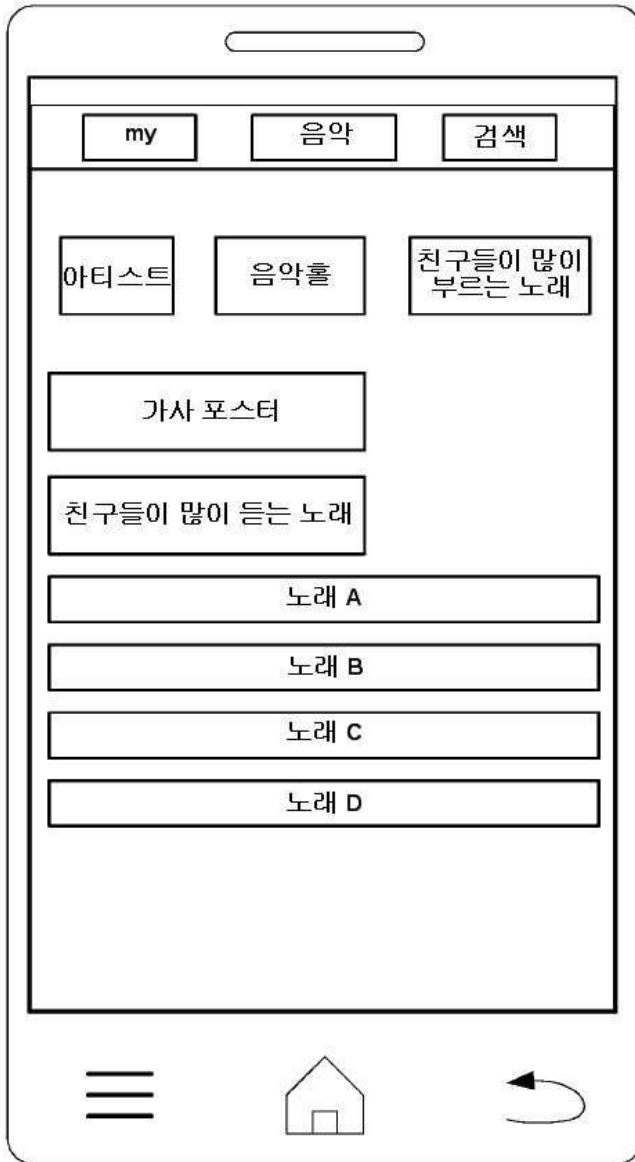 my
음악
검색
아티스트
음악홀
친구들이 많이
부르는 노래
가사 포스터
친구들이 많이 듣는 노래
노래 A
노래 B
노래 C
노래 D